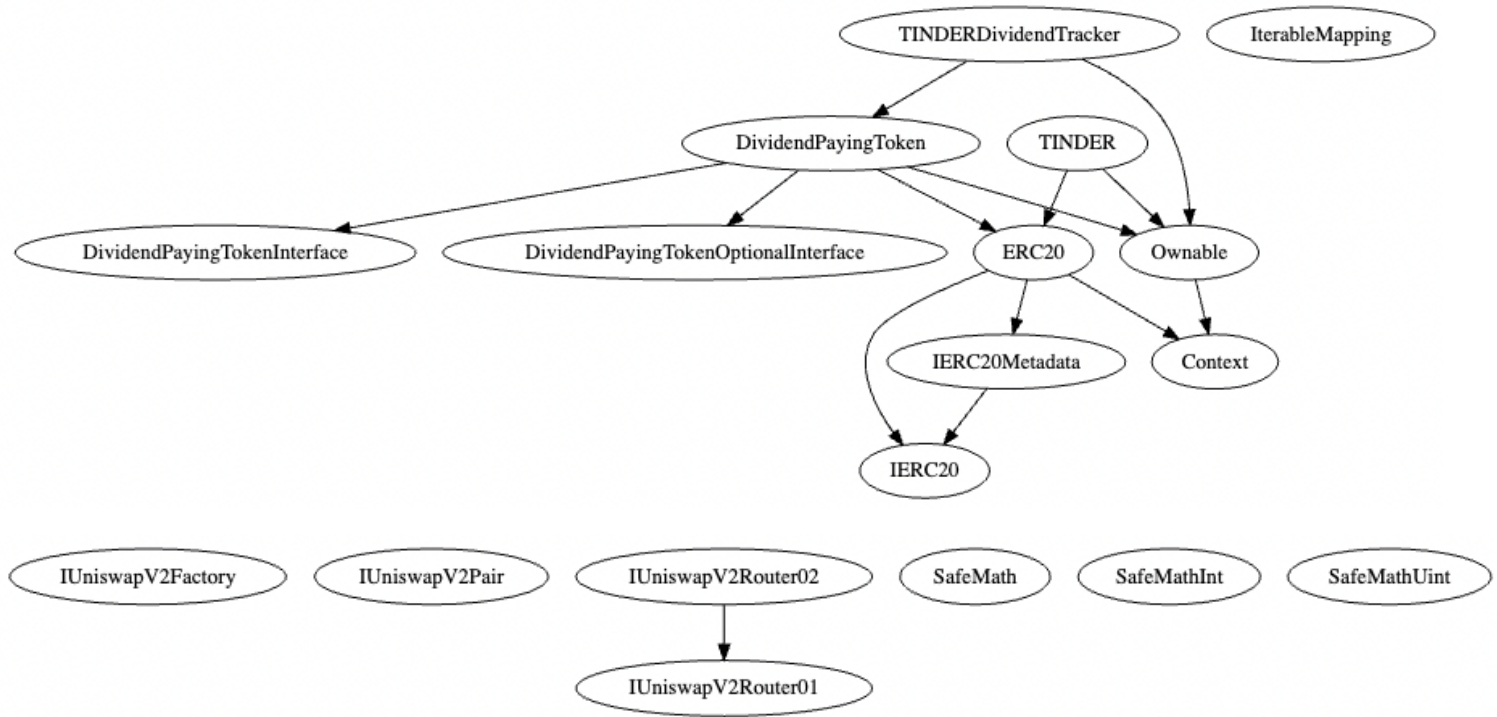 TINDERDividendTracker
IterableMapping
DividendPayingToken
TINDER
DividendPayingTokenInterface
DividendPayingTokenOptionalInterface
ERC20
Ownable
IERC20Metadata
Context
IERC20
IUniswapV2Factory
IUniswapV2Pair
IUniswapV2Router02
SafeMath
SafeMathInt
SafeMathUint
IUniswapV2Router01